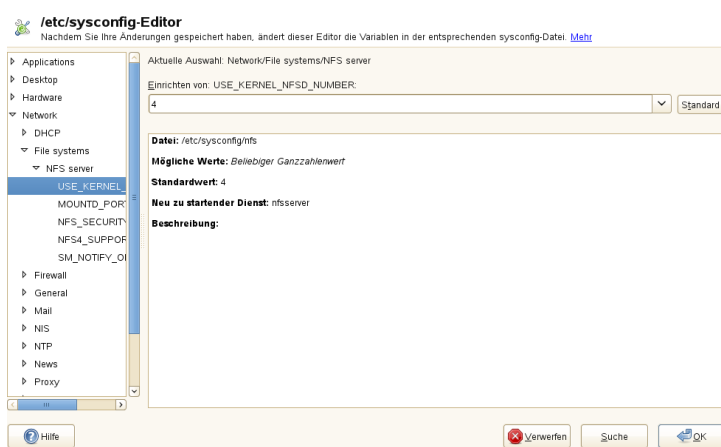 /etc/sysconfig-Editor
Nachdem Sie Ihre Änderungen gespeichert haben, ändert dieser Editor die Variablen in der entsprechenden sysconfig-Datei. Mehr
Applications
Desktop
Hardware
Network
DHCP
File systems
NFS server
USE_KERNEL_
MOUNTD_POR
NFS_SECURIT
NFS4_SUPPOR
SM_NOTIFY_O
Firewall
General
Mail
NIS
NTP
News
Proxy
Aktuelle Auswahl: Network/File systems/NFS server
Einrichten von: USE_KERNEL_NFSD_NUMBER:
4
Standard
Datei: /etc/sysconfig/nfs
Mögliche Werte: Beliebiger Ganzzahlenwert
Standardwert: 4
Neu zu startender Dienst: nfsserver
Beschreibung:
Hilfe
Verwerfen
Suche
OK